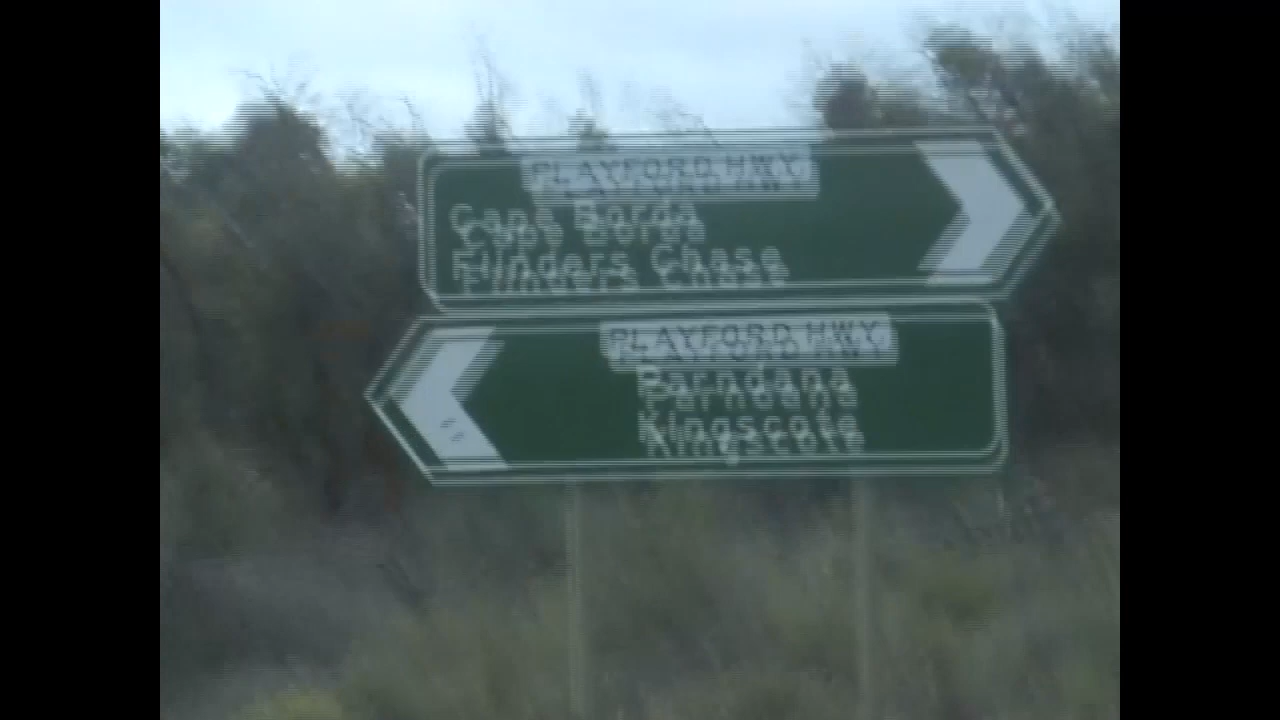 PLAYFORD HWY
Cape Borda
Flinders Chase
PLAYFORD HWY
Parndana
Kingscote